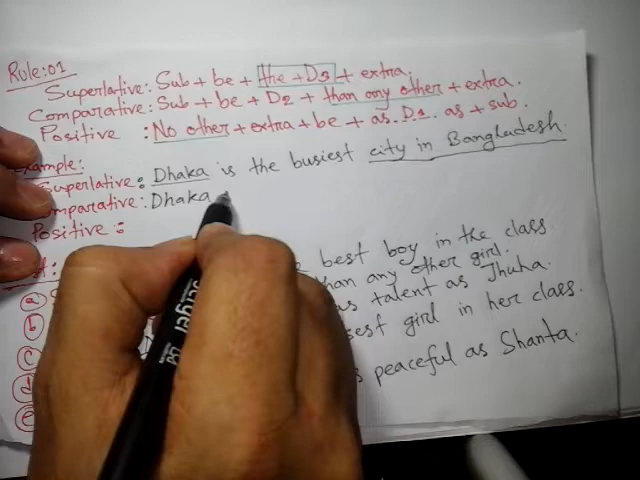 Rule:01
Superlative: Sub + be + the + D3 + extra.
Comparative: Sub + be + D2 + than any other + extra.
Positive : No other + extra + be + as. D1. as + sub.
Example:
Superlative: Dhaka is the busiest city in Bangladesh.
Comparative: Dhaka
Positive :
best boy in the class.
than any other girl.
as talent as Jhuha.
girl in her class.
peaceful as Shanta.
a
b
c
d
e